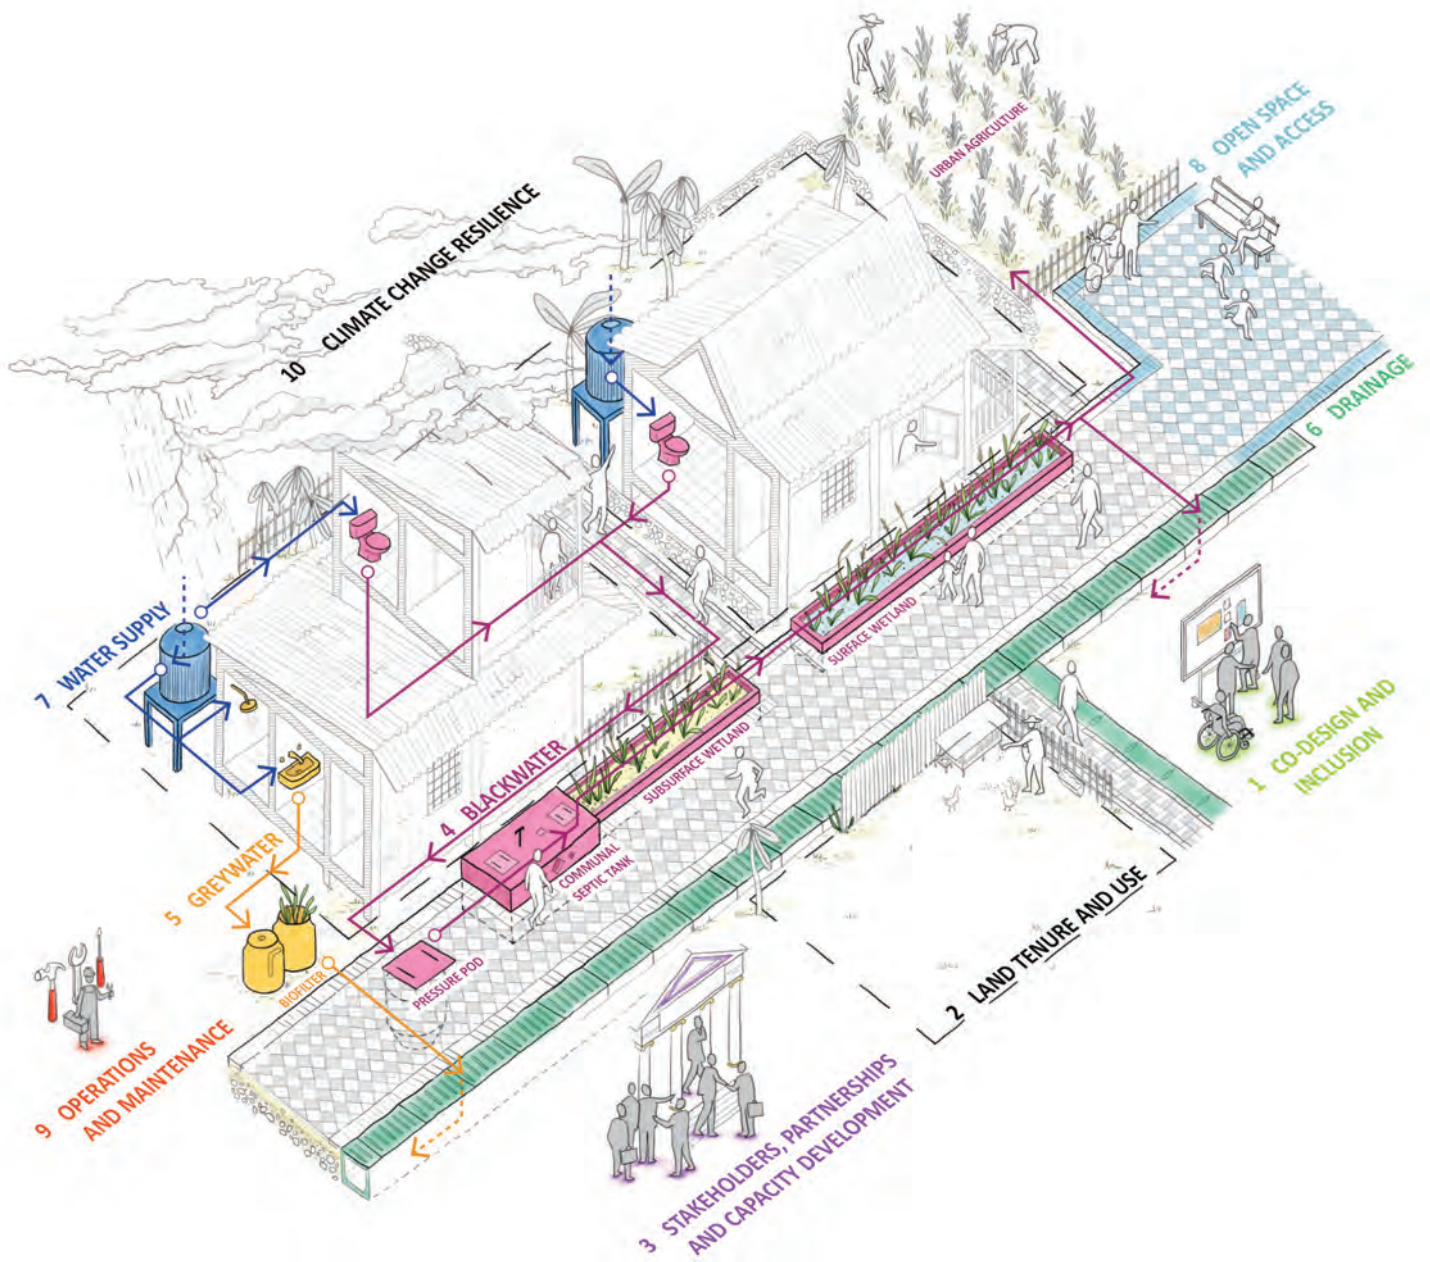 URBAN AGRICULTURE
8 OPEN SPACE
AND ACCESS
10 CLIMATE CHANGE RESILIENCE
6 DRAINAGE
7 WATER SUPPLY
SURFACE WETLAND
SUBSURFACE WETLAND
4 BLACKWATER
COMMUNAL
SEPTIC TANK
1 CO-DESIGN AND
INCLUSION
5 GREYWATER
BIOFILTER
PRESSURE POD
2 LAND TENURE AND USE
9 OPERATIONS
AND MAINTENANCE
3 STAKEHOLDERS, PARTNERSHIPS
AND CAPACITY DEVELOPMENT